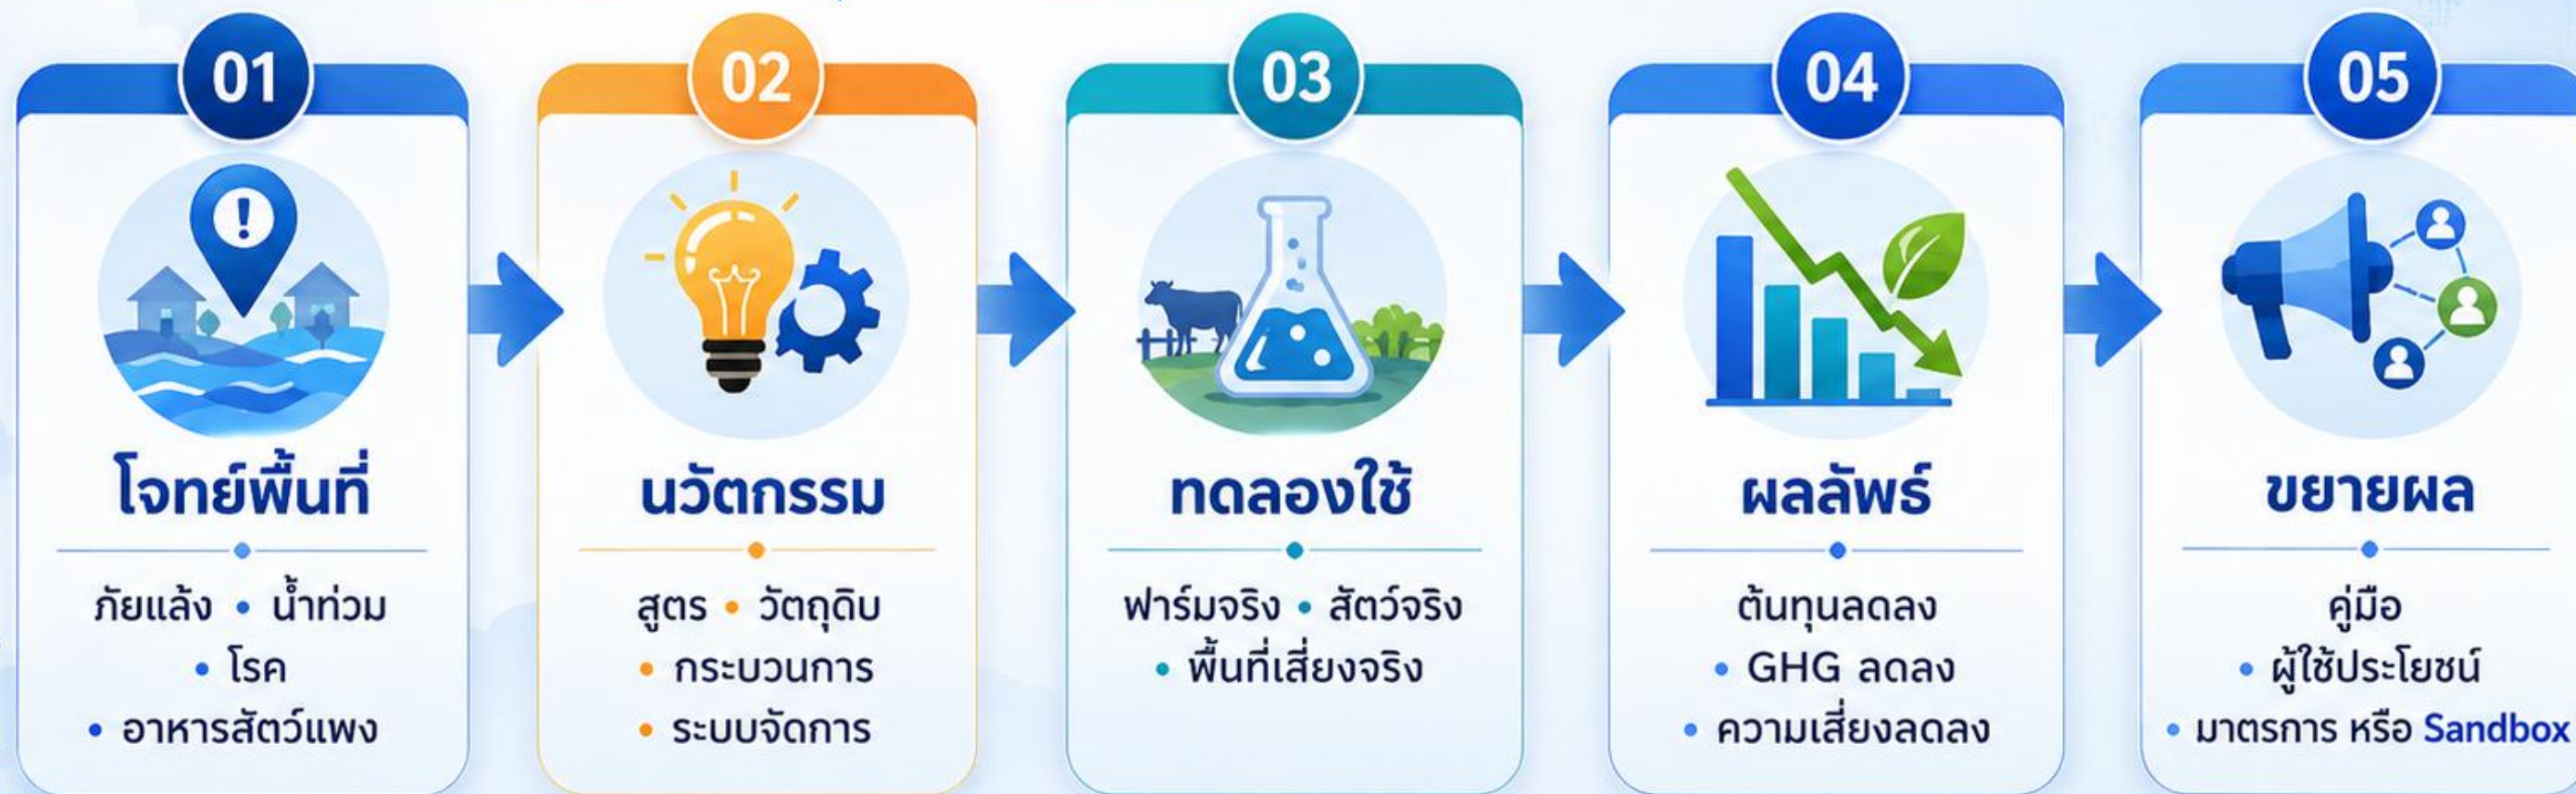 01
โจทย์พื้นที่
ภัยแล้ง • น้ำท่วม
• โรค
• อาหารสัตว์แพง
02
นวัตกรรม
สูตร • วัตถุดิบ
• กระบวนการ
• ระบบจัดการ
03
ทดลองใช้
ฟาร์มจริง • สัตว์จริง
• พื้นที่เสี่ยงจริง
04
ผลลัพธ์
ต้นทุนลดลง
• GHG ลดลง
• ความเสี่ยงลดลง
05
ขยายผล
คู่มือ
• ผู้ใช้ประโยชน์
• มาตรการ หรือ Sandbox